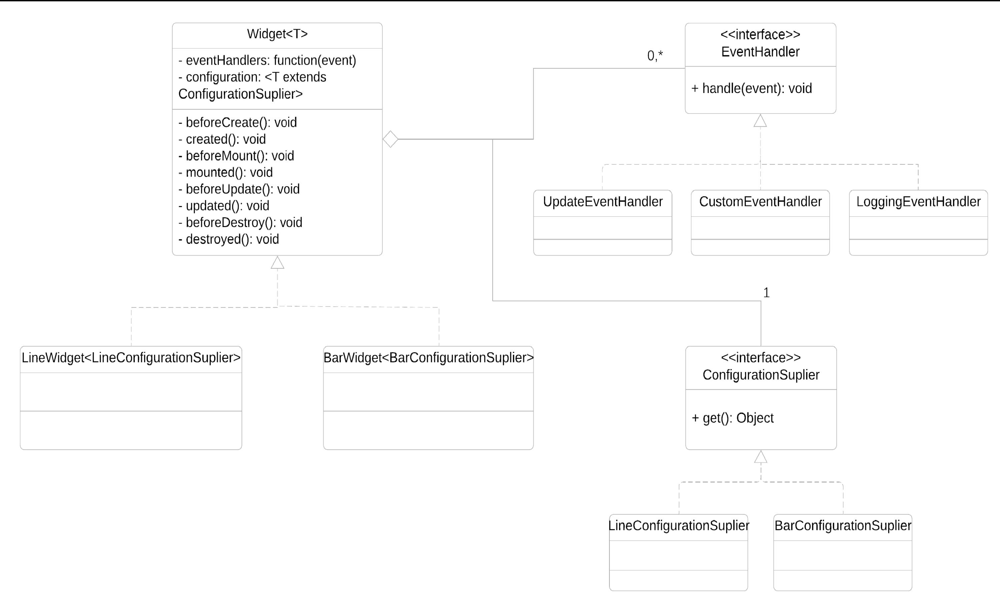 Widget<T>
- eventHandlers: function(event)
- configuration: <T extends
ConfigurationSuplier>
- beforeCreate(): void
- created(): void
- beforeMount(): void
- mounted(): void
- beforeUpdate(): void
- updated(): void
- beforeDestroy(): void
- destroyed(): void
0,*
<<interface>>
EventHandler
+ handle(event): void
UpdateEventHandler
CustomEventHandler
LoggingEventHandler
1
LineWidget<LineConfigurationSuplier>
BarWidget<BarConfigurationSuplier>
<<interface>>
ConfigurationSuplier
+ get(): Object
LineConfigurationSuplier
BarConfigurationSuplier